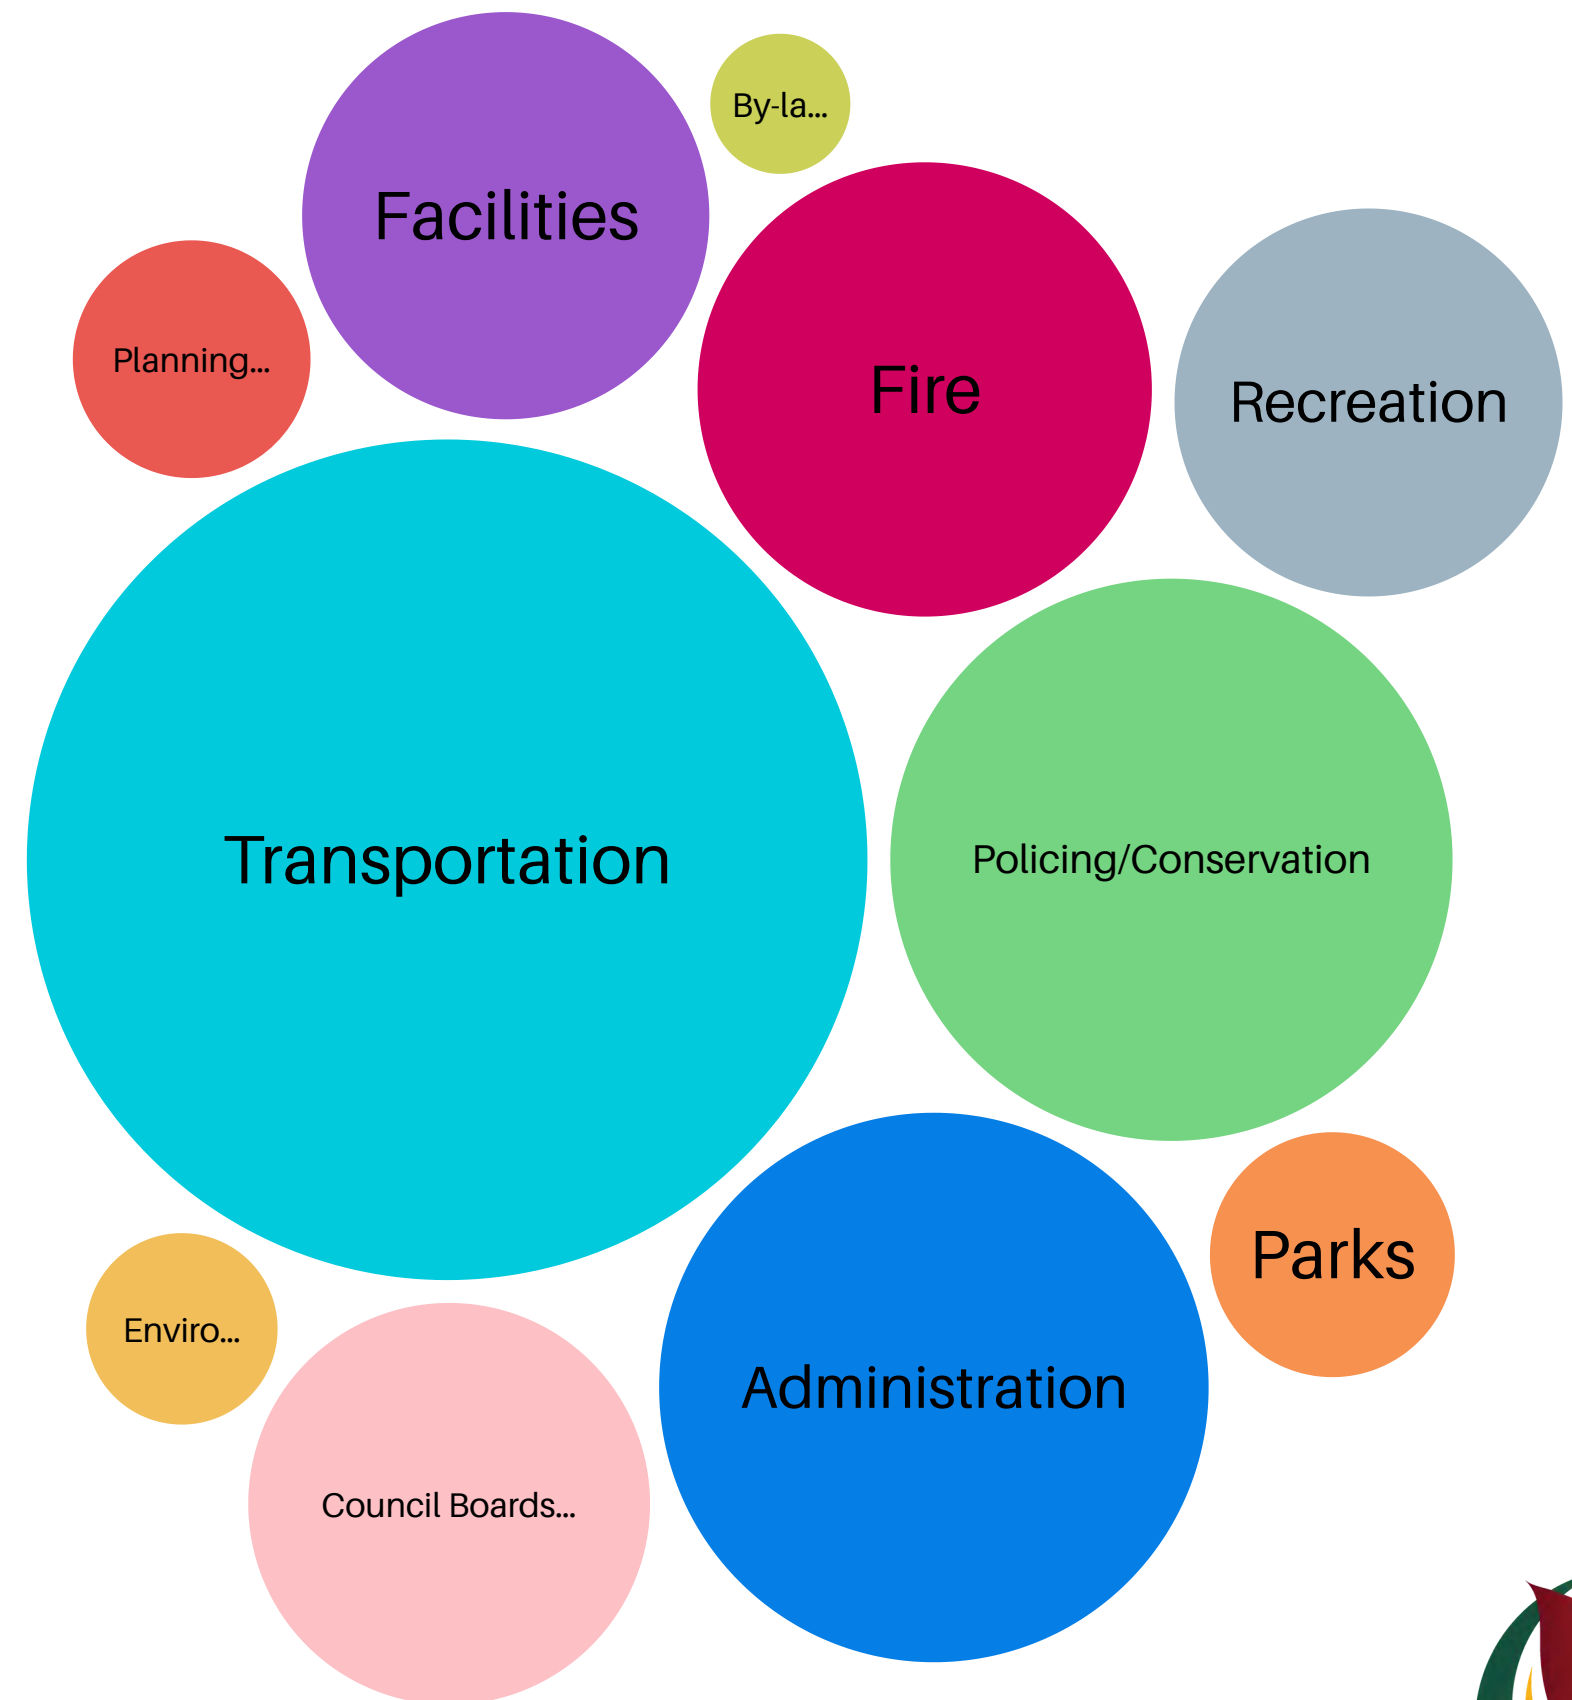 By-la...
Facilities
Planning...
Fire
Recreation
Transportation
Policing/Conservation
Parks
Enviro...
Administration
Council Boards...